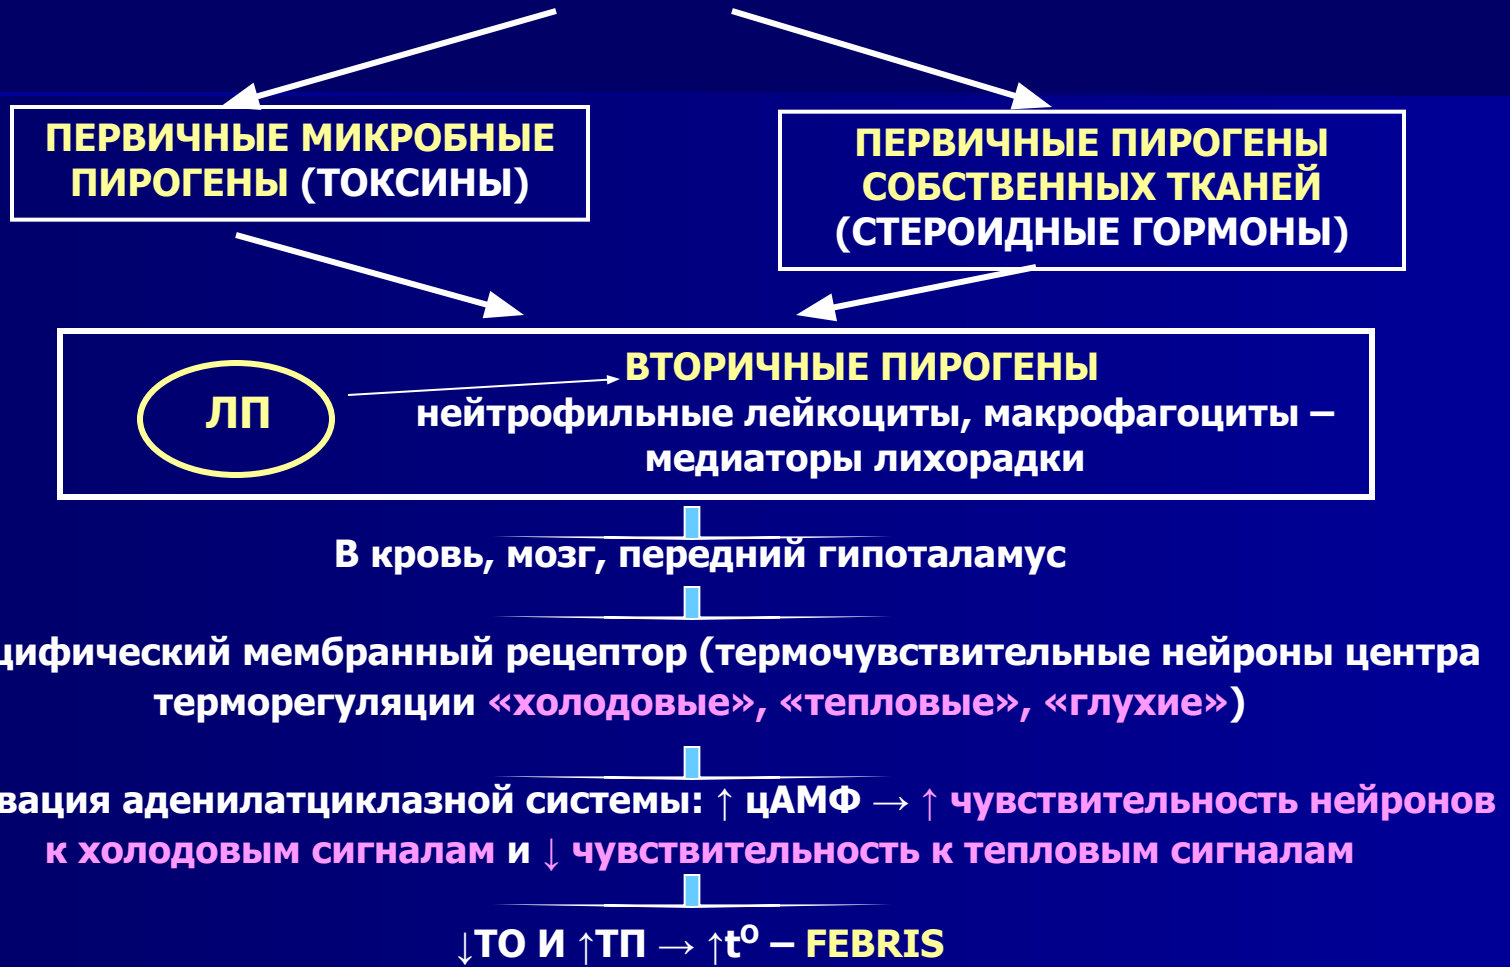 ПЕРВИЧНЫЕ МИКРОБНЫЕ
ПИРОГЕНЫ (ТОКСИНЫ)
ПЕРВИЧНЫЕ ПИРОГЕНЫ
СОБСТВЕННЫХ ТКАНЕЙ
(СТЕРОИДНЫЕ ГОРМОНЫ)
ЛП
ВТОРИЧНЫЕ ПИРОГЕНЫ
нейтрофильные лейкоциты, макрофагоциты –
медиаторы лихорадки
В кровь, мозг, передний гипоталамус
цифический мембранный рецептор (термочувствительные нейроны центра
терморегуляции «холодовые», «тепловые», «глухие»)
вация аденилатциклазной системы: ↑ цАМФ → ↑ чувствительность нейронов
к холодовым сигналам и ↓ чувствительность к тепловым сигналам
↓ТО И ↑ТП → ↑tᴼ – FEBRIS